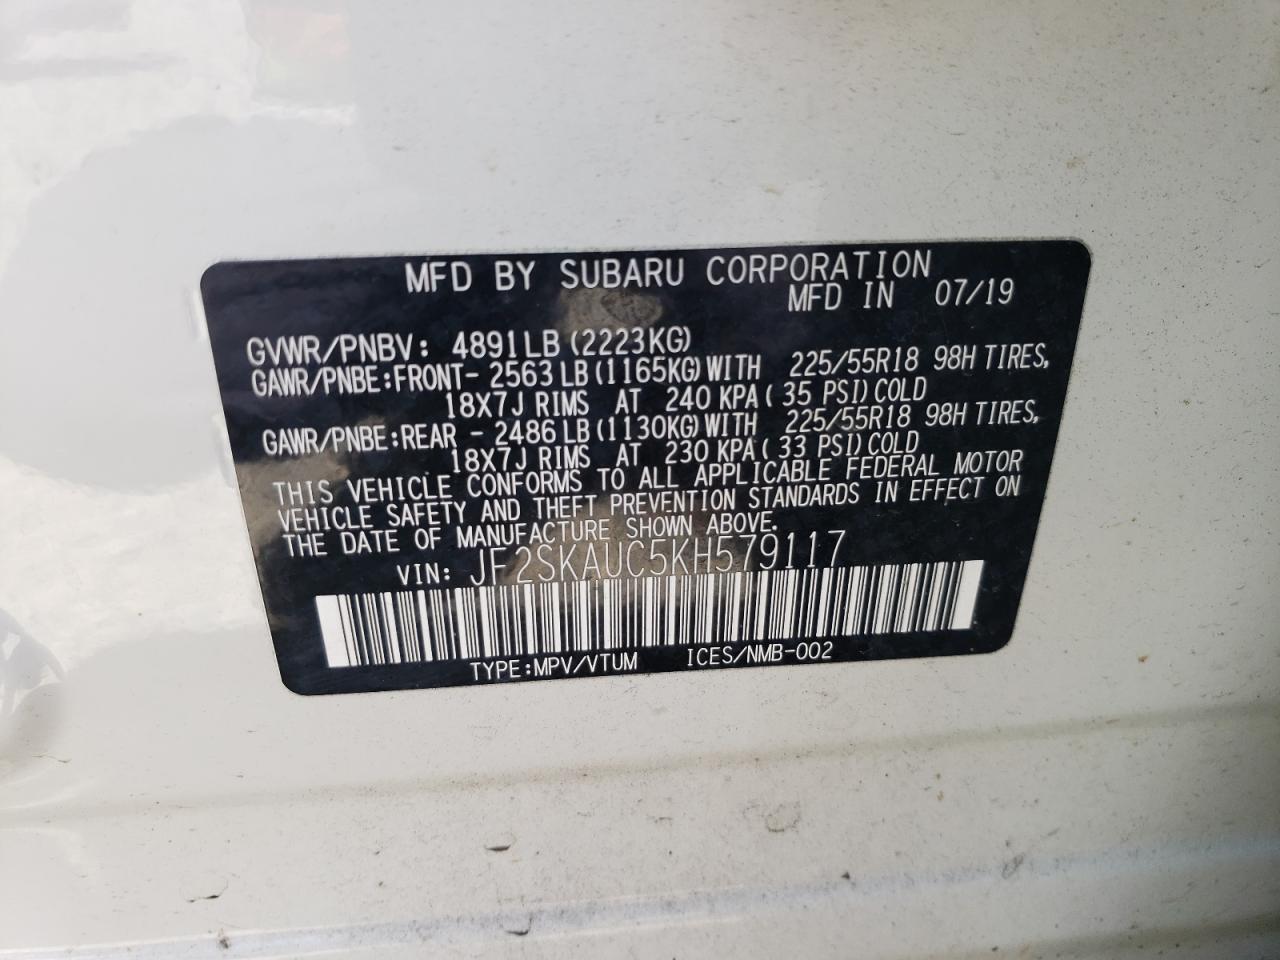 MFD BY SUBARU CORPORATION
MFD IN 07/19
GVWR/PNBV: 4891LB (2223KG)
GAWR/PNBE:FRONT- 2563LB (1165KG) WITH 225/55R18 98H TIRES,
18X7J RIMS AT 240 KPA( 35 PSI) COLD
GAWR/PNBE:REAR - 2486LB (1130KG) WITH 225/55R18 98H TIRES,
18X7J RIMS AT 230 KPA( 33 PSI) COLD
THIS VEHICLE CONFORMS TO ALL APPLICABLE FEDERAL MOTOR
VEHICLE SAFETY AND THEFT PREVENTION STANDARDS IN EFFECT ON
THE DATE OF MANUFACTURE SHOWN ABOVE.
VIN: JF2SKAUC5KH579117
TYPE:MPV/VTUM ICES/NMB-002